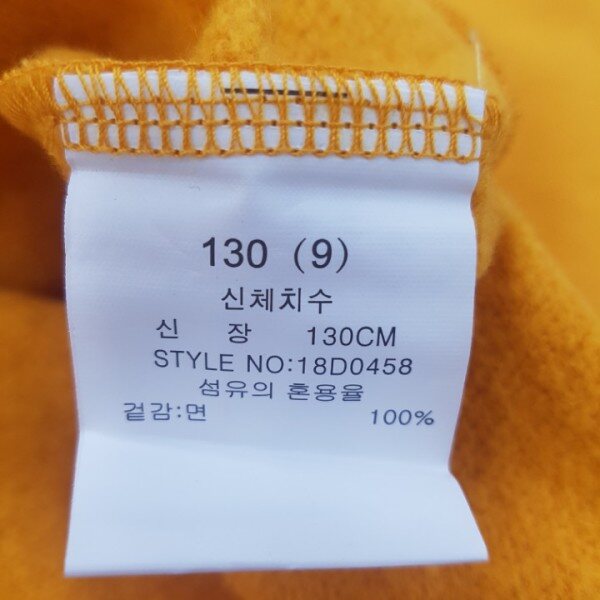 130 (9)
신체치수
신 장 130CM
STYLE NO:18D0458
섬유의 혼용율
겉감:면 100%